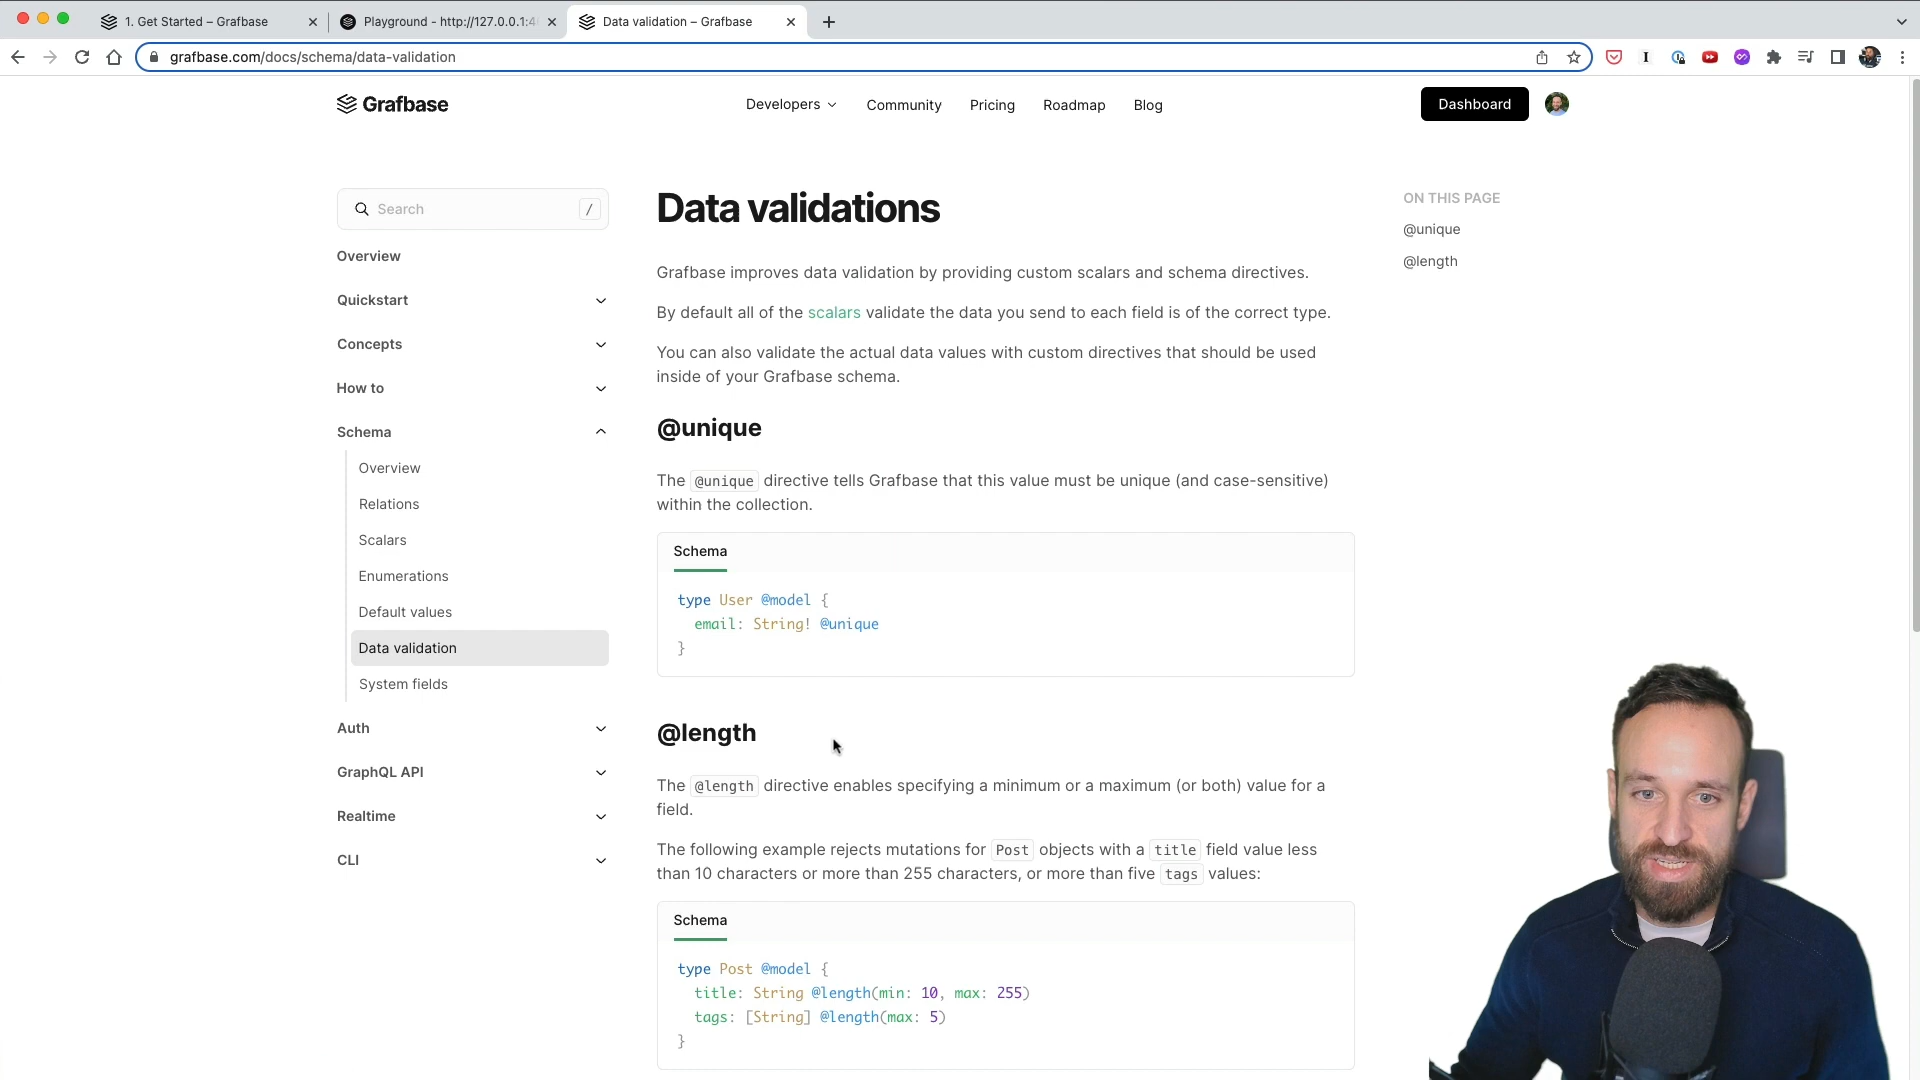 1. Get Started – Grafbase
Playground - http://127.0.0.1:4
Data validation – Grafbase
grafbase.com/docs/schema/data-validation
Grafbase
Developers
Community
Pricing
Roadmap
Blog
Dashboard
Search
/
Overview
Quickstart
Concepts
How to
Schema
Overview
Relations
Scalars
Enumerations
Default values
Data validation
System fields
Auth
GraphQL API
Realtime
CLI
Data validations
Grafbase improves data validation by providing custom scalars and schema directives.
By default all of the scalars validate the data you send to each field is of the correct type.
You can also validate the actual data values with custom directives that should be used
inside of your Grafbase schema.
@unique
The @unique directive tells Grafbase that this value must be unique (and case-sensitive)
within the collection.
Schema
type User @model {
email: String! @unique
}
@length
The @length directive enables specifying a minimum or a maximum (or both) value for a
field.
The following example rejects mutations for Post objects with a title field value less
than 10 characters or more than 255 characters, or more than five tags values:
Schema
type Post @model {
title: String @length(min: 10, max: 255)
tags: [String] @length(max: 5)
}
ON THIS PAGE
@unique
@length